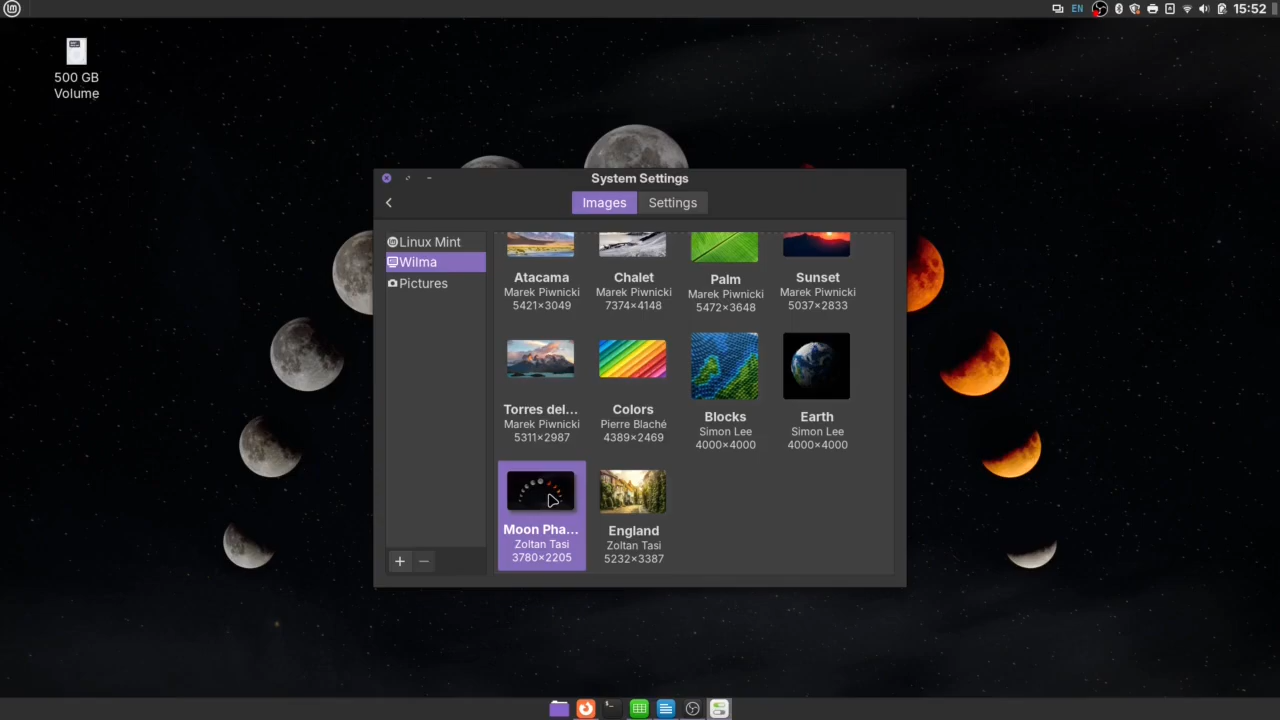 EN
15:52
500 GB
Volume
System Settings
Images
Settings
Linux Mint
Wilma
Pictures
Atacama
Marek Piwnicki
5421×3049
Chalet
Marek Piwnicki
7374×4148
Palm
Marek Piwnicki
5472×3648
Sunset
Marek Piwnicki
5037×2833
Torres del...
Marek Piwnicki
5311×2987
Colors
Pierre Blaché
4389×2469
Blocks
Simon Lee
4000×4000
Earth
Simon Lee
4000×4000
Moon Pha...
Zoltan Tasi
3780×2205
England
Zoltan Tasi
5232×3387